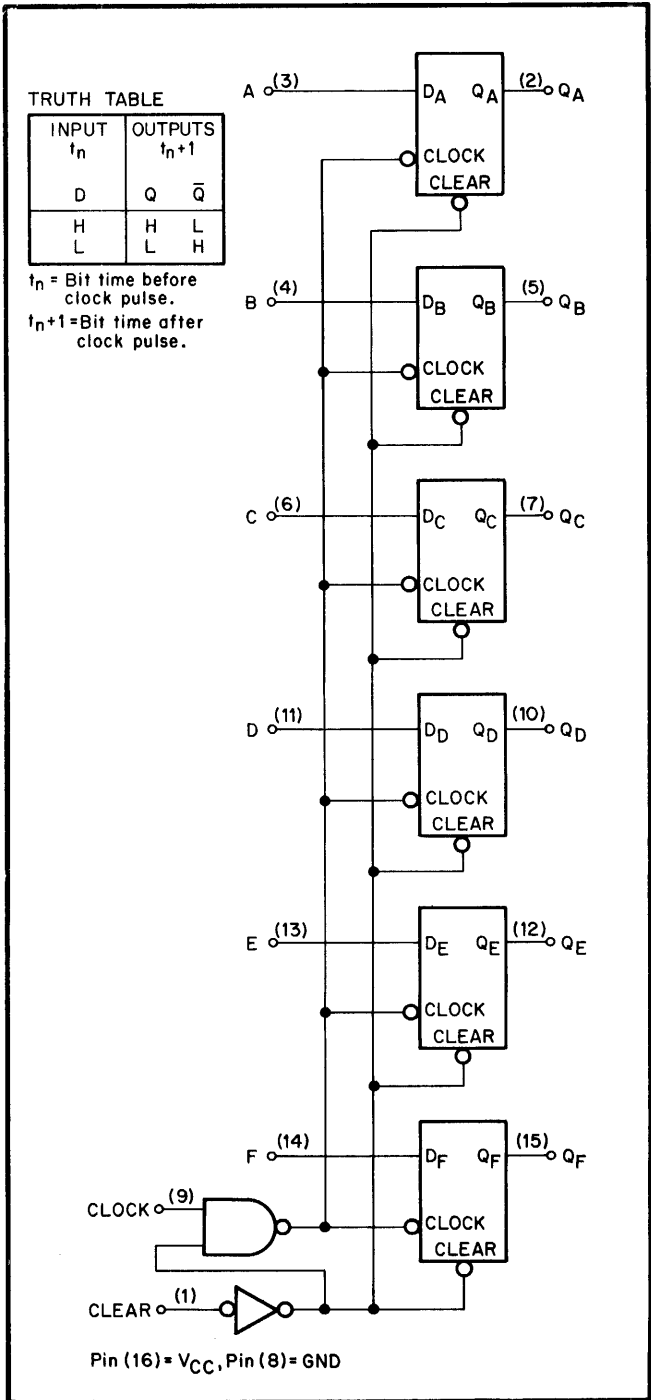 TRUTH TABLE
INPUT OUTPUTS
tn tn+1
D Q Q̅
H H L
L L H
tn = Bit time before
clock pulse.
tn+1 = Bit time after
clock pulse.
A (3) DA QA (2) QA
CLOCK
CLEAR
B (4) DB QB (5) QB
CLOCK
CLEAR
C (6) DC QC (7) QC
CLOCK
CLEAR
D (11) DD QD (10) QD
CLOCK
CLEAR
E (13) DE QE (12) QE
CLOCK
CLEAR
F (14) DF QF (15) QF
CLOCK (9) CLOCK
CLEAR
CLEAR (1)
Pin (16) = VCC, Pin (8) = GND